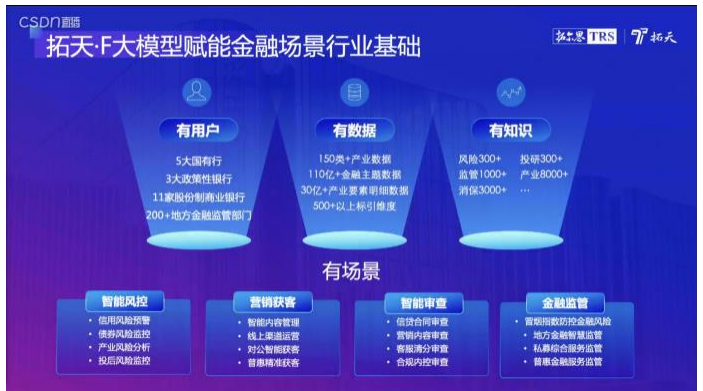 CSDN直播
拓天·F大模型赋能金融场景行业基础
拓尔思 TRS 拓天
有用户
有数据
有知识
5大国有行
3大政策性银行
11家股份制商业银行
200+地方金融监管部门
150类+产业数据
110亿+金融主题数据
30亿+产业要素明细数据
500+以上标引维度
风险300+ 投研300+
监管1000+ 产业8000+
消保3000+ …
有场景
智能风控
• 信用风险预警
• 债券风险监控
• 产业风险分析
• 投后风险监控
营销获客
• 智能内容管理
• 线上渠道运营
• 对公智能获客
• 普惠精准获客
智能审查
• 信贷合同审查
• 营销内容审查
• 客服清分审查
• 合规内控审查
金融监管
• 冒烟指数防控金融风险
• 地方金融智慧监管
• 私募综合服务监管
• 普惠金融服务监管